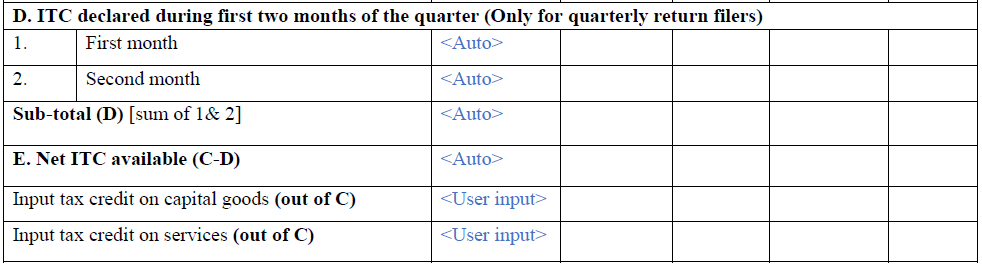 D. ITC declared during first two months of the quarter (Only for quarterly return filers)
1. First month <Auto>
2. Second month <Auto>
Sub-total (D) [sum of 1& 2] <Auto>
E. Net ITC available (C-D) <Auto>
Input tax credit on capital goods (out of C) <User input>
Input tax credit on services (out of C) <User input>